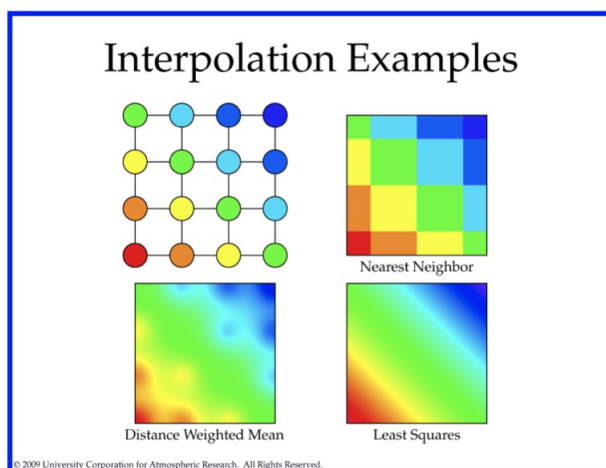 Interpolation Examples
Nearest Neighbor
Distance Weighted Mean
Least Squares
© 2009 University Corporation for Atmospheric Research. All Rights Reserved.